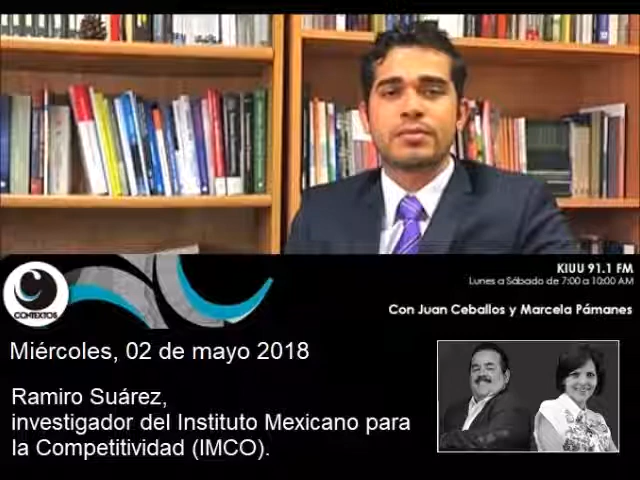 KIUU 91.1 FM
Lunes a Sábado de 7:00 a 10:00 AM
CONTEXTOS
Con Juan Ceballos y Marcela Pámanes
Miércoles, 02 de mayo 2018
Ramiro Suárez,
investigador del Instituto Mexicano para
la Competitividad (IMCO).